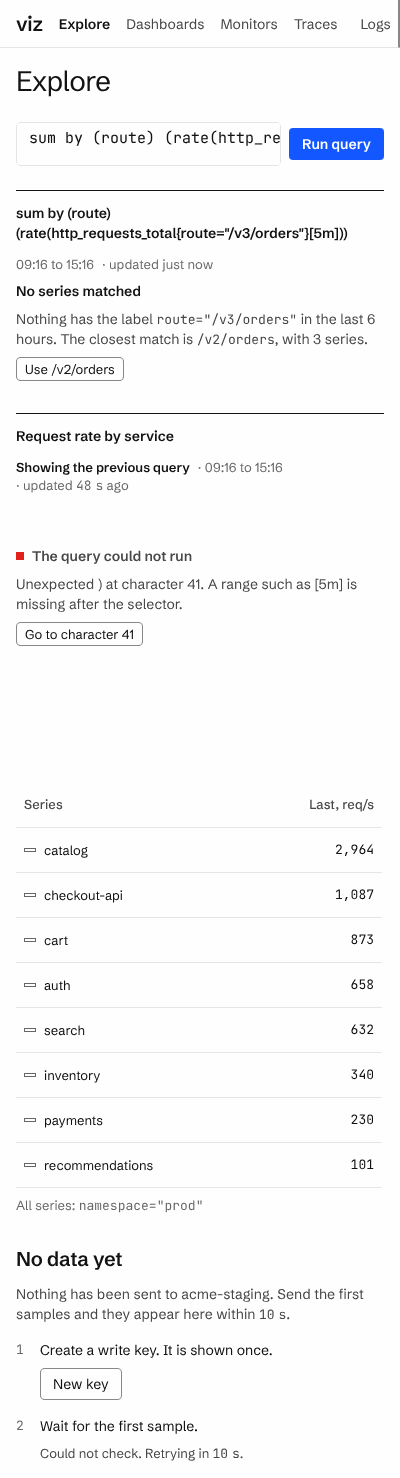 viz Explore Dashboards Monitors Traces Logs
Explore
sum by (route) (rate(http_re
Run query
sum by (route)
(rate(http_requests_total{route="/v3/orders"}[5m]))
09:16 to 15:16 · updated just now
No series matched
Nothing has the label route="/v3/orders" in the last 6
hours. The closest match is /v2/orders, with 3 series.
Use /v2/orders
Request rate by service
Showing the previous query · 09:16 to 15:16
· updated 48 s ago
The query could not run
Unexpected ) at character 41. A range such as [5m] is
missing after the selector.
Go to character 41
Series Last, req/s
catalog 2,964
checkout-api 1,087
cart 873
auth 658
search 632
inventory 340
payments 230
recommendations 101
All series: namespace="prod"
No data yet
Nothing has been sent to acme-staging. Send the first
samples and they appear here within 10 s.
1 Create a write key. It is shown once.
New key
2 Wait for the first sample.
Could not check. Retrying in 10 s.